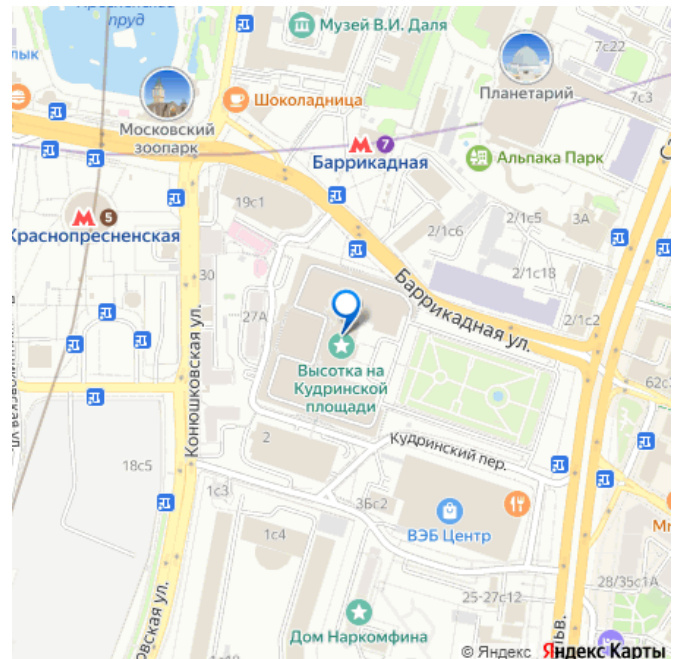 пруд
Музей В.И. Даля
7с22
Планетарий
7с3
Шоколадница
Московский
зоопарк
7
Баррикадная
Альпака Парк
19с1
5
Краснопресненская
2/1с6
2/1с5
3А
2/1с18
30
27А
Баррикадная ул.
2/1с2
Высотка на
Кудринской
площади
Конюшковская ул.
62с
2
Кудринский пер.
18с5
1с3
3Бс2
ВЭБ Центр
1с4
28/35с1А
25-27с12
Дом Наркомфина
© Яндекс Яндекс Карты